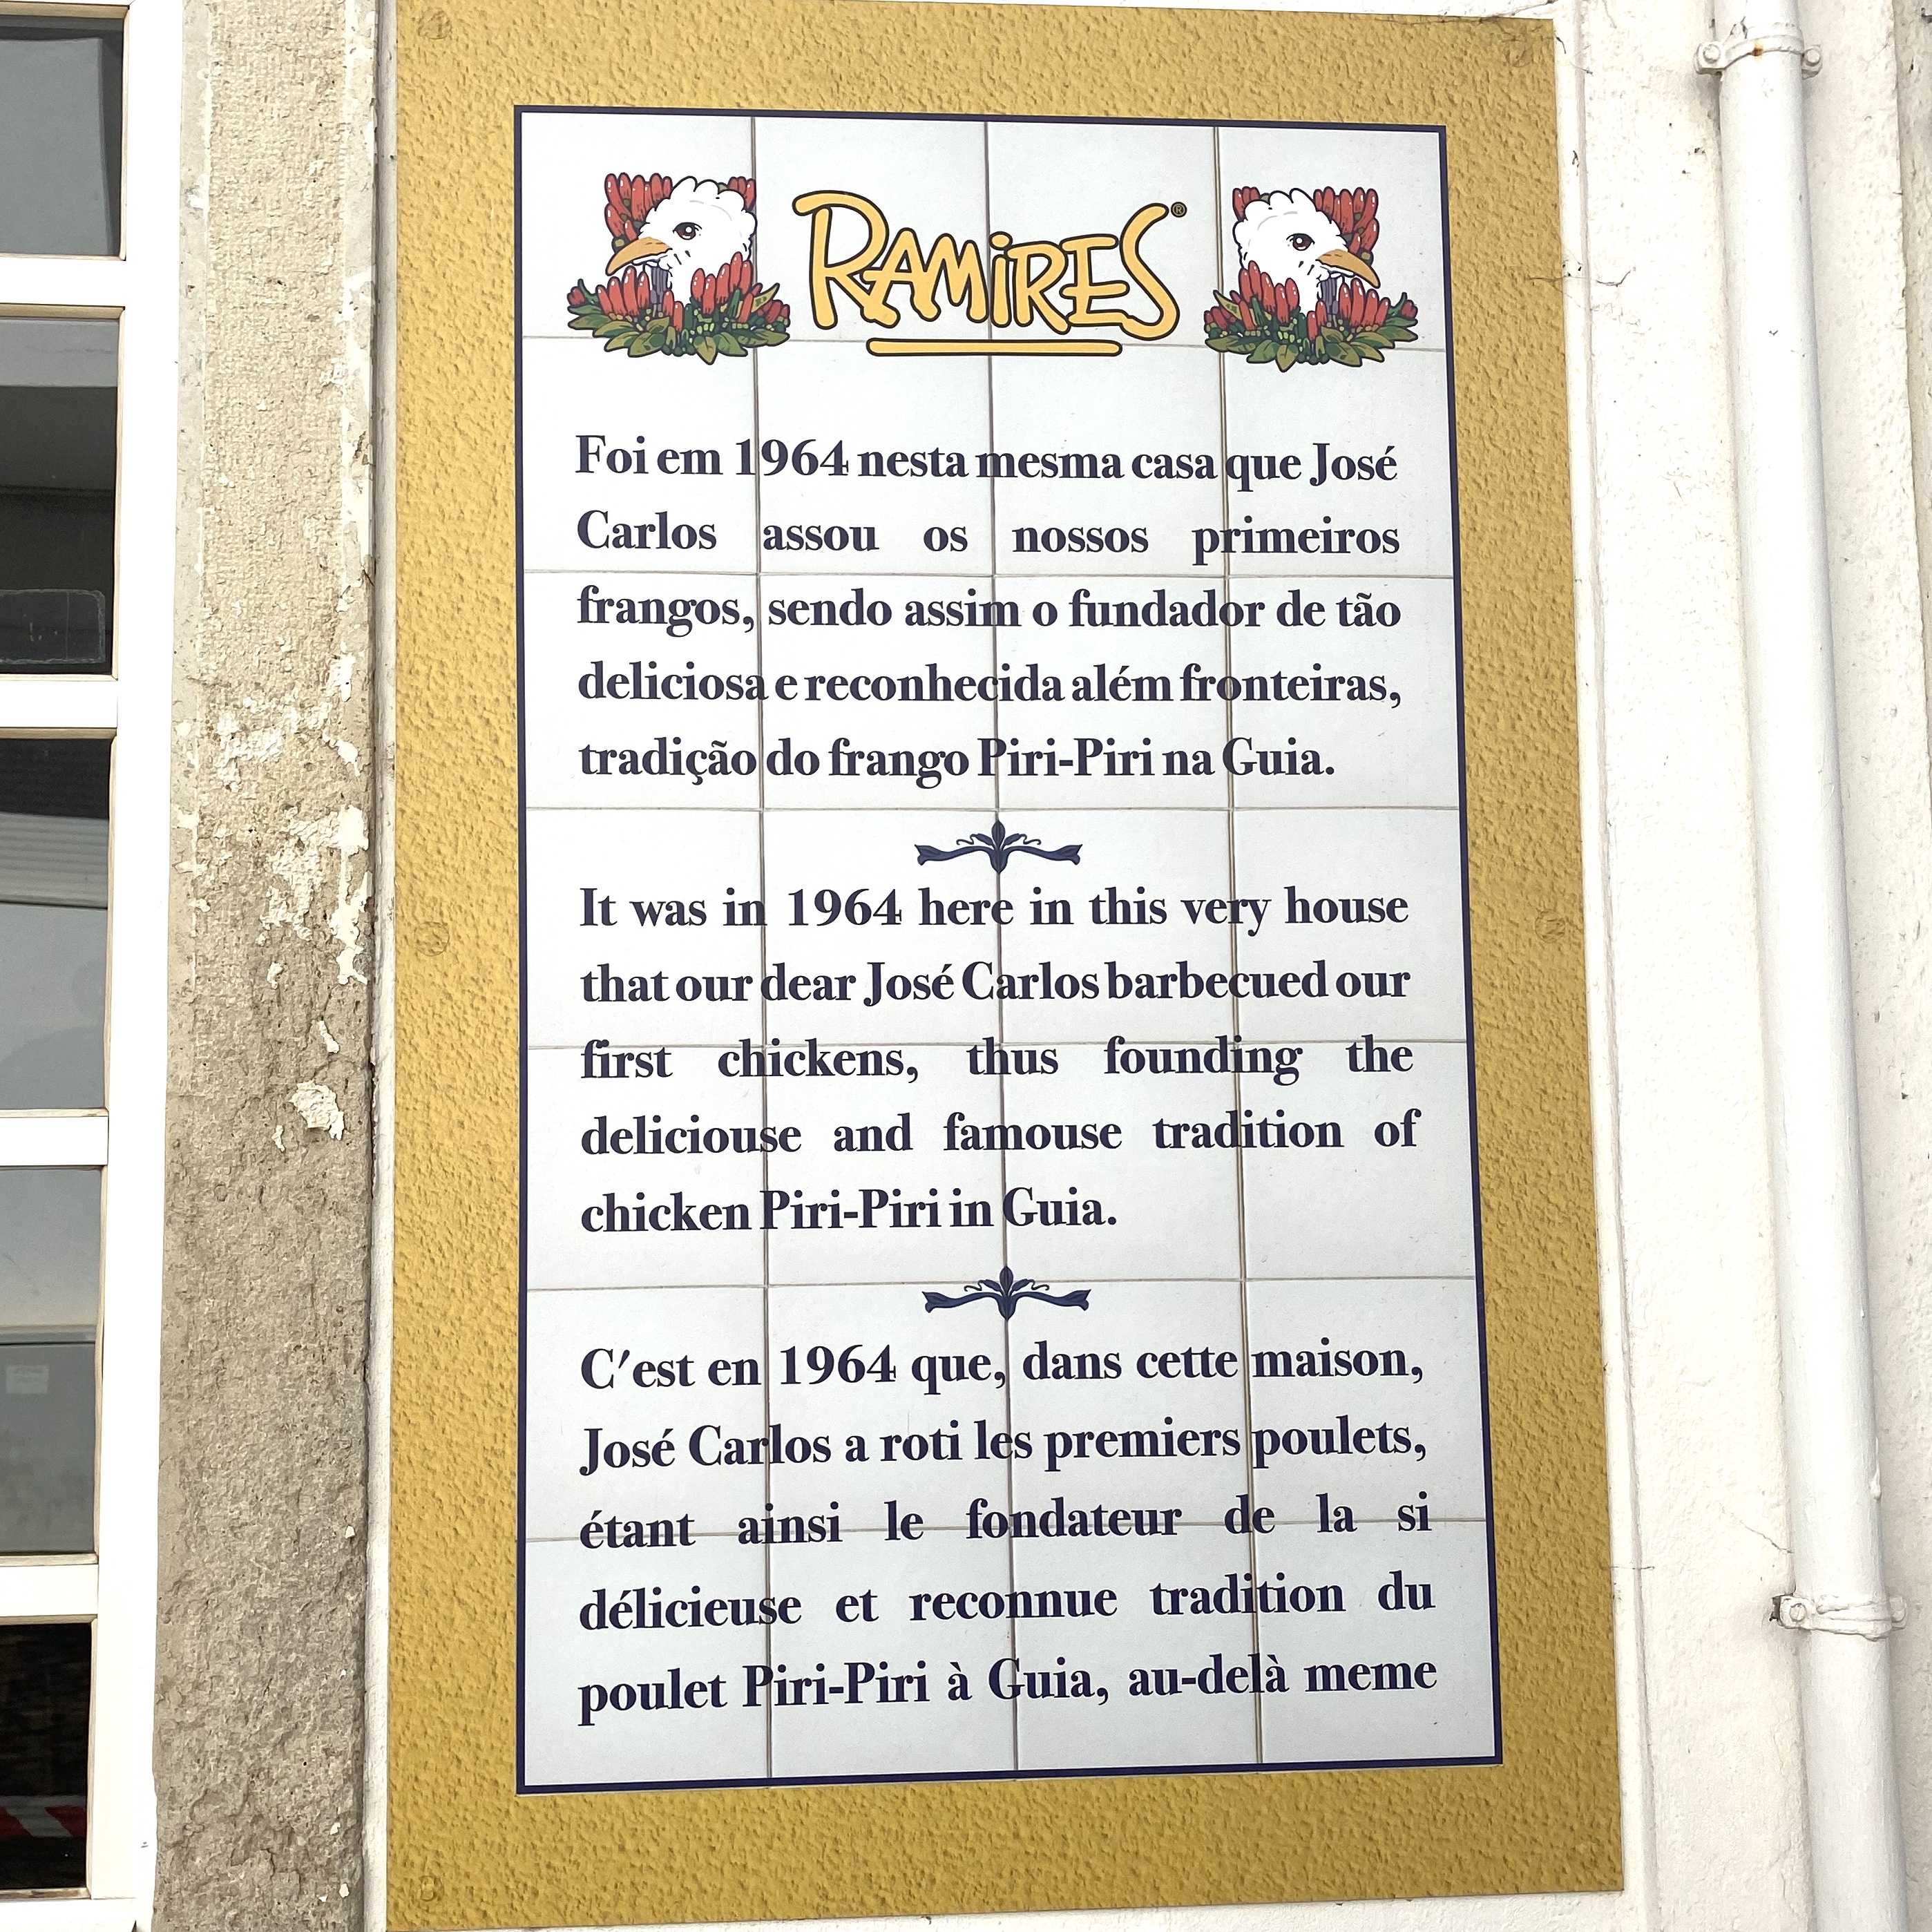 RAMiRES®
Foi em 1964 nesta mesma casa que José
Carlos assou os nossos primeiros
frangos, sendo assim o fundador de tão
deliciosa e reconhecida além fronteiras,
tradição do frango Piri-Piri na Guia.
It was in 1964 here in this very house
that our dear José Carlos barbecued our
first chickens, thus founding the
deliciouse and famouse tradition of
chicken Piri-Piri in Guia.
C'est en 1964 que, dans cette maison,
José Carlos a roti les premiers poulets,
étant ainsi le fondateur de la si
délicieuse et reconnue tradition du
poulet Piri-Piri à Guia, au-delà meme